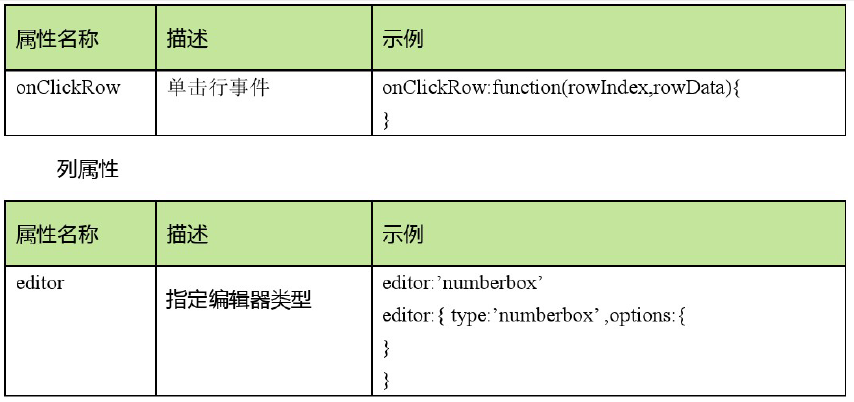 属性名称 描述 示例
onClickRow 单击行事件 onClickRow:function(rowIndex,rowData){
}
列属性
属性名称 描述 示例
editor 指定编辑器类型 editor:’numberbox’
editor:{ type:’numberbox’ ,options:{
}
}